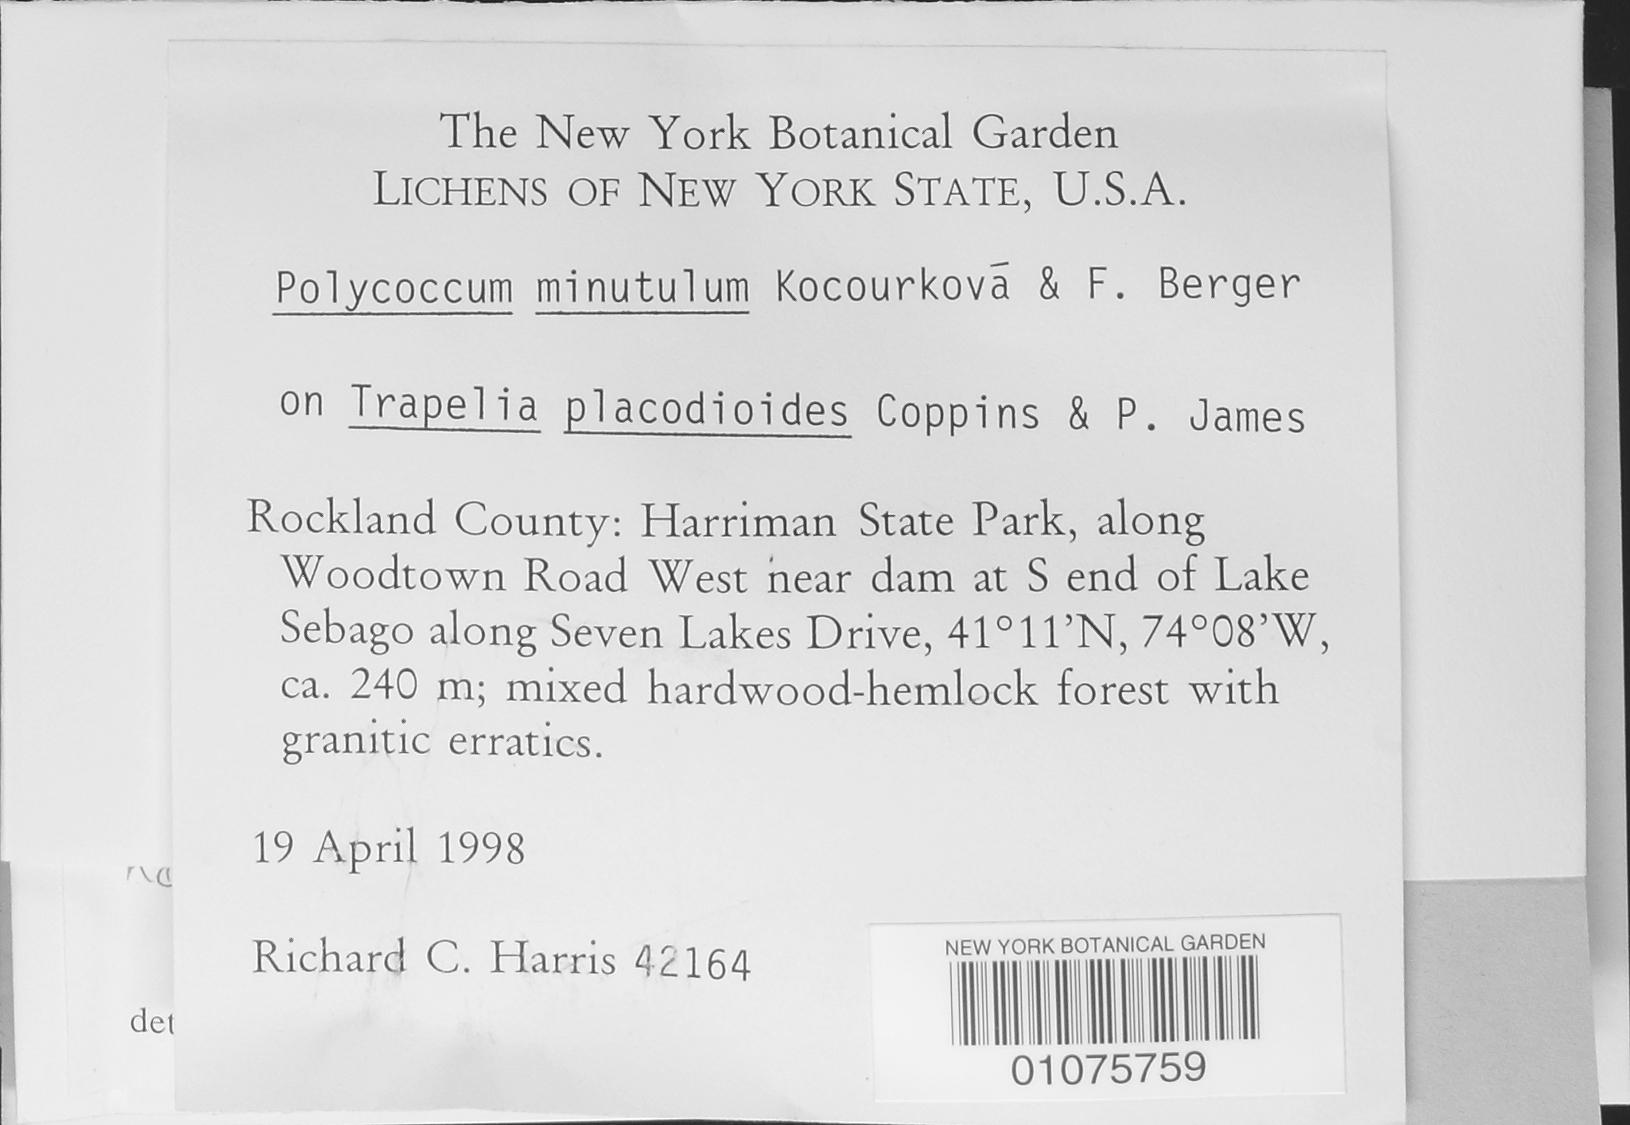 The New York Botanical Garden
LICHENS OF NEW YORK STATE, U.S.A.
Polycoccum minutulum Kocourkovā & F. Berger
on Trapelia placodioides Coppins & P. James
Rockland County: Harriman State Park, along
Woodtown Road West near dam at S end of Lake
Sebago along Seven Lakes Drive, 41°11'N, 74°08'W,
ca. 240 m; mixed hardwood-hemlock forest with
granitic erratics.
19 April 1998
Richard C. Harris 42164
det
NEW YORK BOTANICAL GARDEN
01075759